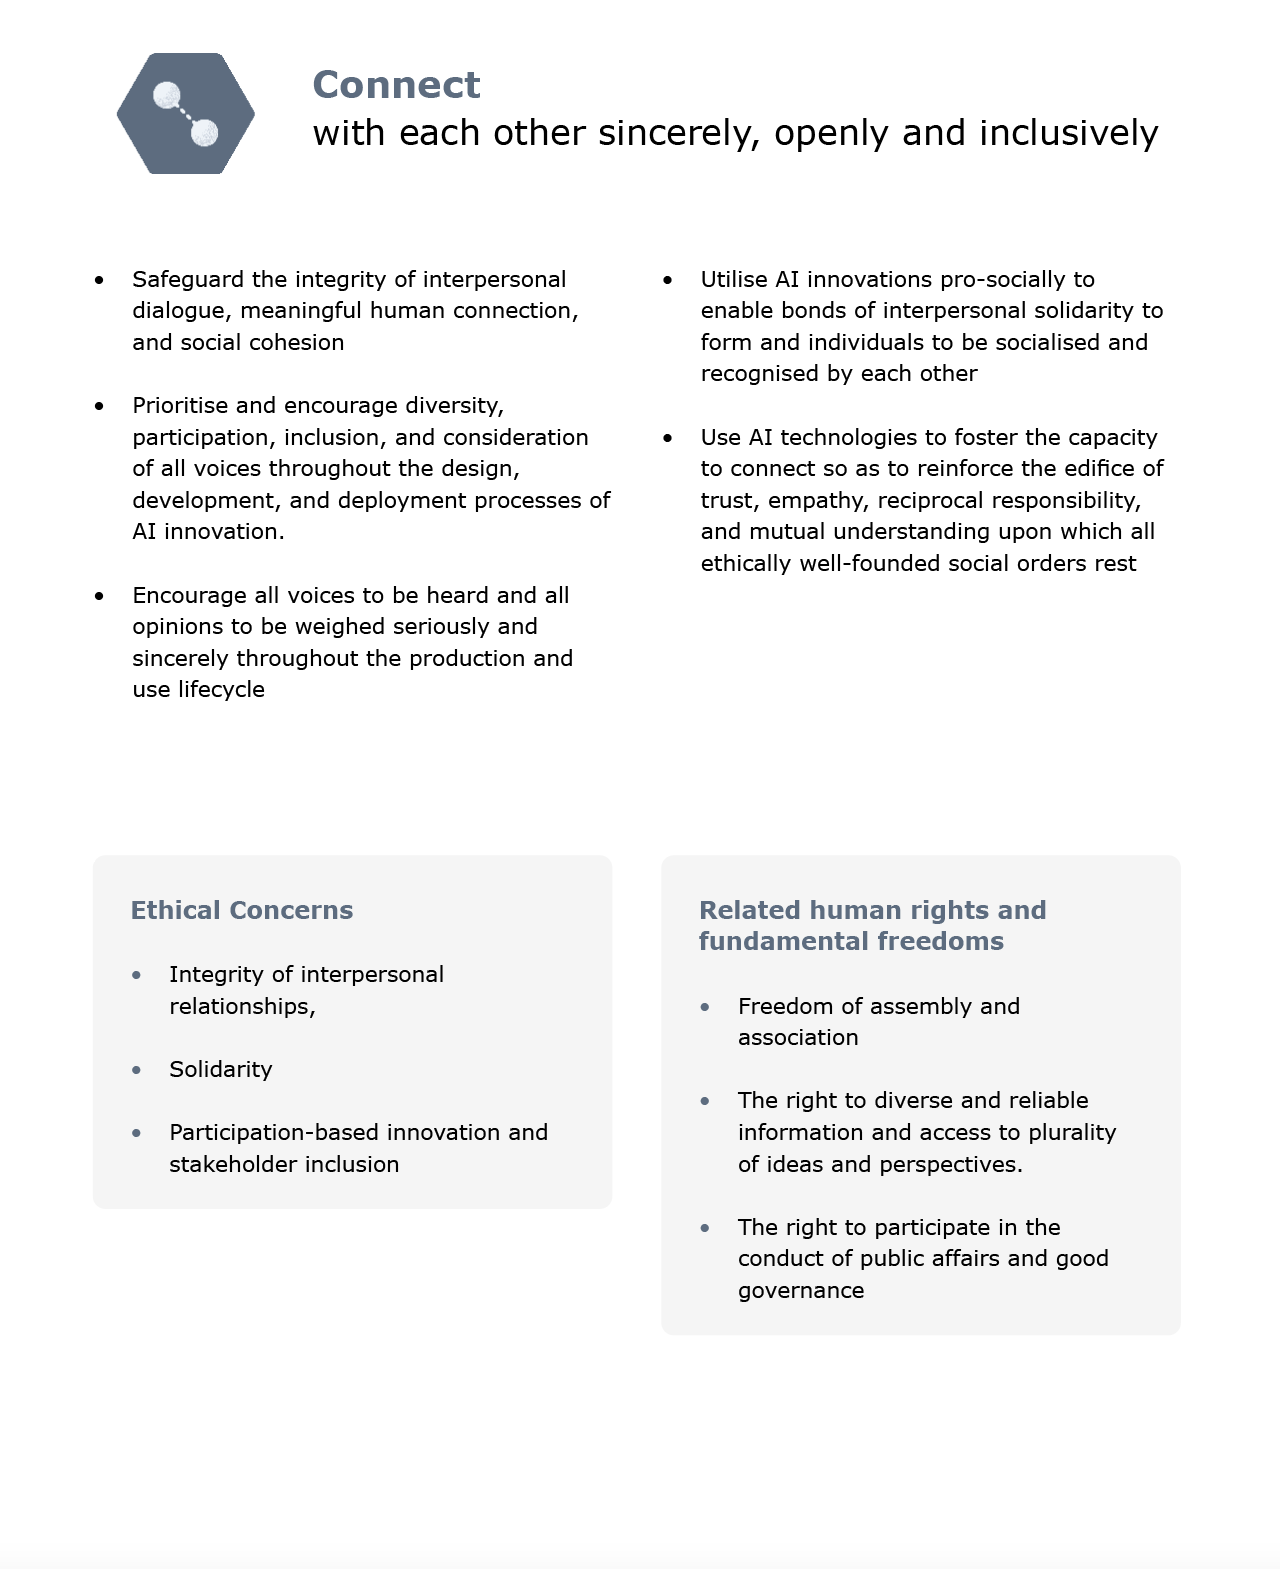 Connect
with each other sincerely, openly and inclusively
• Safeguard the integrity of interpersonal
dialogue, meaningful human connection,
and social cohesion
• Prioritise and encourage diversity,
participation, inclusion, and consideration
of all voices throughout the design,
development, and deployment processes of
AI innovation.
• Encourage all voices to be heard and all
opinions to be weighed seriously and
sincerely throughout the production and
use lifecycle
• Utilise AI innovations pro-socially to
enable bonds of interpersonal solidarity to
form and individuals to be socialised and
recognised by each other
• Use AI technologies to foster the capacity
to connect so as to reinforce the edifice of
trust, empathy, reciprocal responsibility,
and mutual understanding upon which all
ethically well-founded social orders rest
Ethical Concerns
• Integrity of interpersonal
relationships,
• Solidarity
• Participation-based innovation and
stakeholder inclusion
Related human rights and
fundamental freedoms
• Freedom of assembly and
association
• The right to diverse and reliable
information and access to plurality
of ideas and perspectives.
• The right to participate in the
conduct of public affairs and good
governance